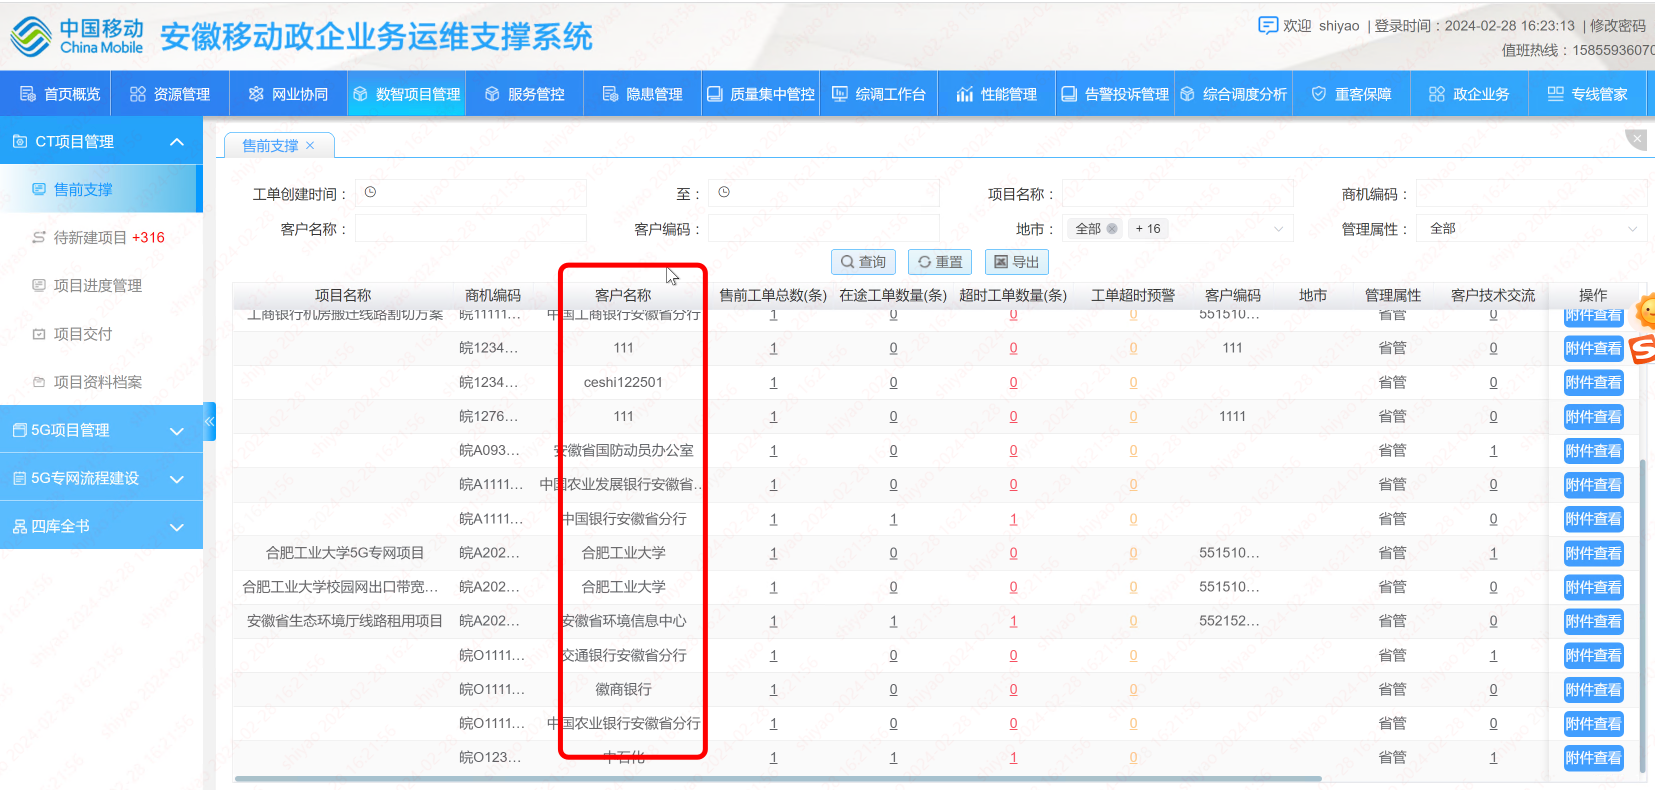 中国移动
China Mobile
安徽移动政企业务运维支撑系统
欢迎 shiyao | 登录时间：2024-02-28 16:23:13 | 修改密码
值班热线：1585593607
首页概览 资源管理 网业协同 数智项目管理 服务管控 隐患管理 质量集中管控 综调工作台 性能管理 告警投诉管理 综合调度分析 重客保障 政企业务 专线管家
CT项目管理
售前支撑
待新建项目 +316
项目进度管理
项目交付
项目资料档案
5G项目管理
5G专网流程建设
四库全书
售前支撑 ×
工单创建时间： 至： 项目名称： 商机编码：
客户名称： 客户编码： 地市： 全部 + 16 管理属性： 全部
查询 重置 导出
项目名称 商机编码 客户名称 售前工单总数(条) 在途工单数量(条) 超时工单数量(条) 工单超时预警 客户编码 地市 管理属性 客户技术交流 操作
工商银行机房搬迁线路割切方案 皖11111... 中国工商银行安徽省分行 1 0 0 0 551510... 省管 0 附件查看
皖1234... 111 1 0 0 0 111 省管 0 附件查看
皖1234... ceshi122501 1 0 0 0 省管 0 附件查看
皖1276... 111 1 0 0 0 1111 省管 0 附件查看
皖A093... 安徽省国防动员办公室 1 0 0 0 省管 1 附件查看
皖A1111... 中国农业发展银行安徽省... 1 0 0 0 省管 0 附件查看
皖A1111... 中国银行安徽省分行 1 1 1 0 省管 0 附件查看
合肥工业大学5G专网项目 皖A202... 合肥工业大学 1 0 0 0 551510... 省管 1 附件查看
合肥工业大学校园网出口带宽... 皖A202... 合肥工业大学 1 0 0 0 551510... 省管 0 附件查看
安徽省生态环境厅线路租用项目 皖A202... 安徽省环境信息中心 1 1 1 0 552152... 省管 0 附件查看
皖O1111... 交通银行安徽省分行 1 0 0 0 省管 1 附件查看
皖O1111... 徽商银行 1 0 0 0 省管 0 附件查看
皖O1111... 中国农业银行安徽省分行 1 0 0 0 省管 0 附件查看
皖O123... 中石化 1 1 1 0 省管 1 附件查看